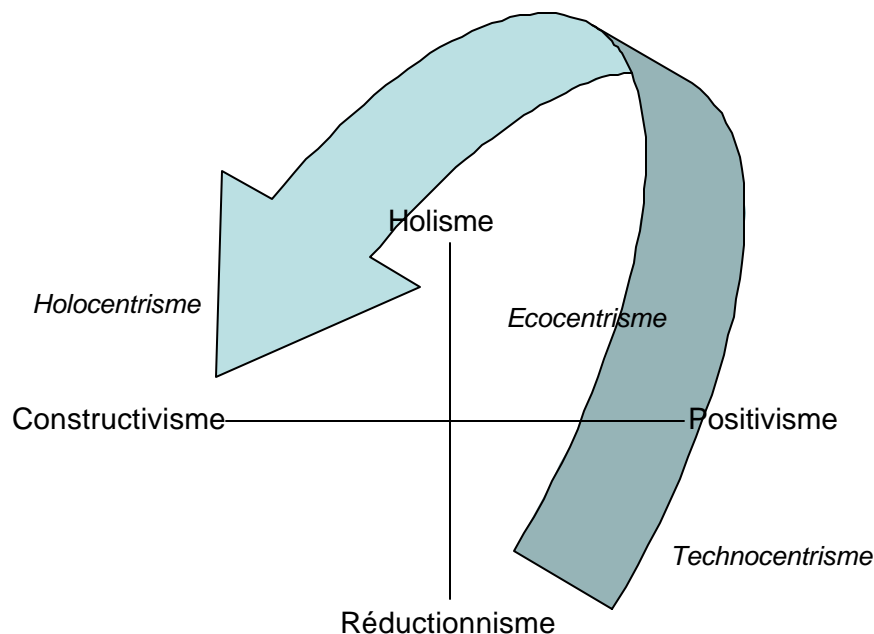 Holisme
Holocentrisme
Ecocentrisme
Constructivisme
Positivisme
Technocentrisme
Réductionnisme